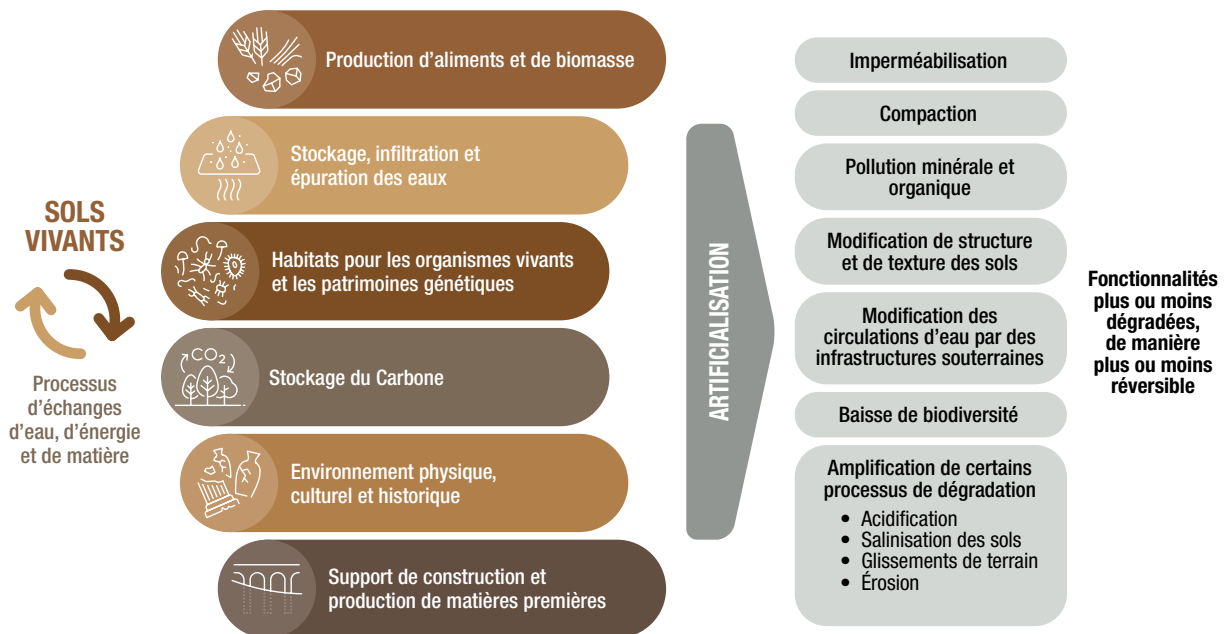 SOLS
VIVANTS
Processus
d'échanges
d'eau, d'énergie
et de matière
Production d'aliments et de biomasse
Stockage, infiltration et
épuration des eaux
Habitats pour les organismes vivants
et les patrimoines génétiques
CO2
Stockage du Carbone
Environnement physique,
culturel et historique
Support de construction et
production de matières premières
ARTIFICIALISATION
Imperméabilisation
Compaction
Pollution minérale et
organique
Modification de structure
et de texture des sols
Modification des
circulations d'eau par des
infrastructures souterraines
Baisse de biodiversité
Amplification de certains
processus de dégradation
• Acidification
• Salinisation des sols
• Glissements de terrain
• Érosion
Fonctionnalités
plus ou moins
dégradées,
de manière
plus ou moins
réversible